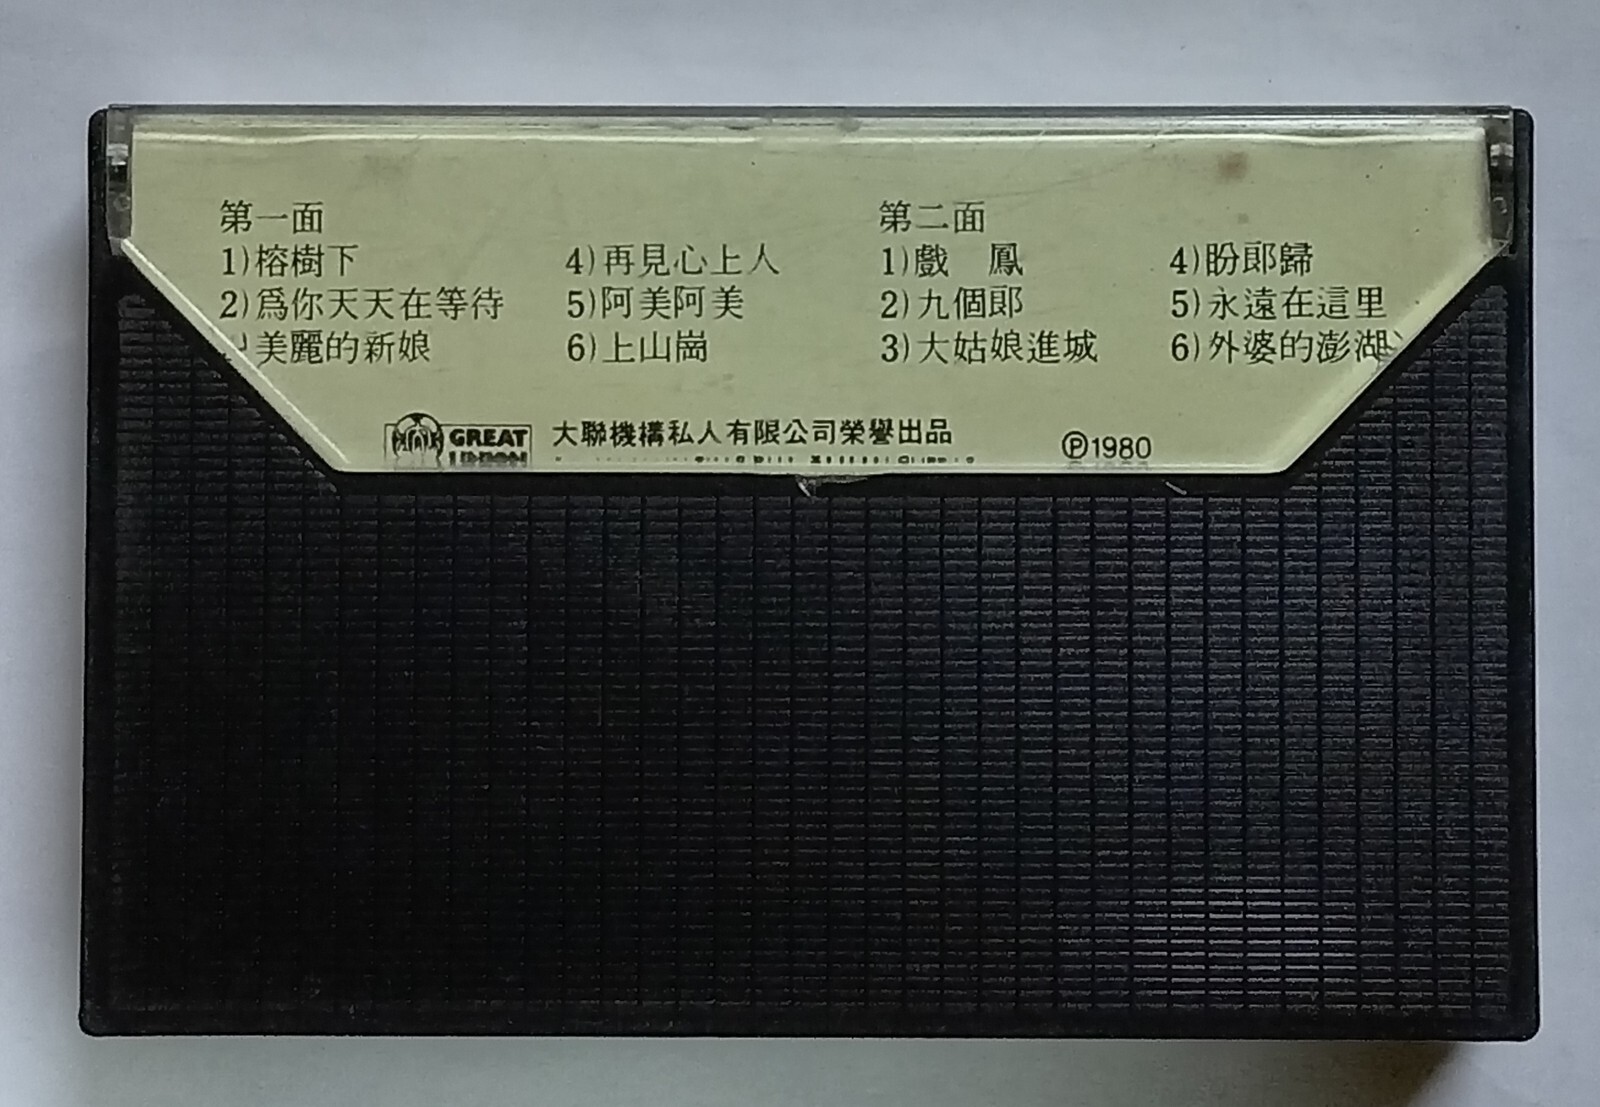 第一面
1)榕樹下
2)爲你天天在等待
美麗的新娘
4)再見心上人
5)阿美阿美
6)上山崗
第二面
1)戲 鳳
2)九個郎
3)大姑娘進城
4)盼郎歸
5)永遠在這里
6)外婆的澎湖
GREAT
大聯機構私人有限公司榮譽出品
Ⓟ1980